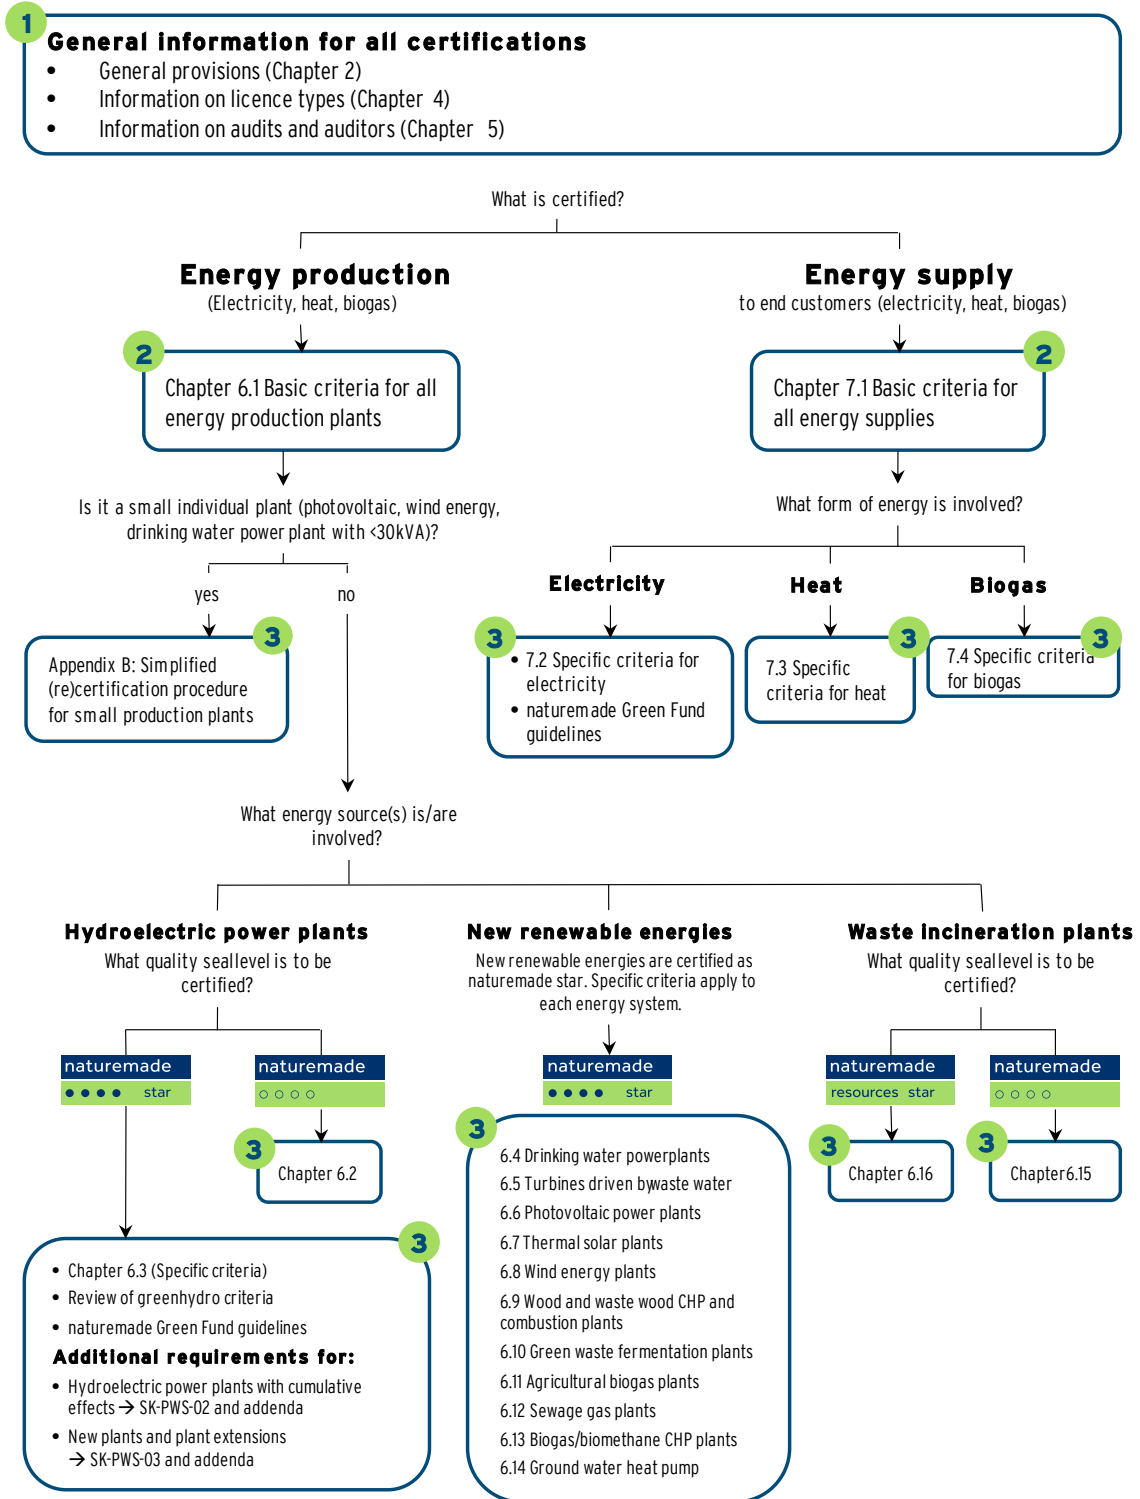 1
General information for all certifications
• General provisions (Chapter 2)
• Information on licence types (Chapter 4)
• Information on audits and auditors (Chapter 5)
What is certified?
Energy production
(Electricity, heat, biogas)
2
Chapter 6.1 Basic criteria for all
energy production plants
Is it a small individual plant (photovoltaic, wind energy,
drinking water power plant with <30kVA)?
yes
no
3
Appendix B: Simplified
(re)certification procedure
for small production plants
Energy supply
to end customers (electricity, heat, biogas)
2
Chapter 7.1 Basic criteria for
all energy supplies
What form of energy is involved?
Electricity
3
• 7.2 Specific criteria for
electricity
• naturemade Green Fund
guidelines
Heat
3
7.3 Specific
criteria for heat
Biogas
3
7.4 Specific criteria
for biogas
What energy source(s) is/are
involved?
Hydroelectric power plants
What quality seal level is to be
certified?
naturemade
star
naturemade
3
Chapter 6.2
3
• Chapter 6.3 (Specific criteria)
• Review of greenhydro criteria
• naturemade Green Fund guidelines
Additional requirements for:
• Hydroelectric power plants with cumulative
effects → SK-PWS-02 and addenda
• New plants and plant extensions
→ SK-PWS-03 and addenda
New renewable energies
New renewable energies are certified as
naturemade star. Specific criteria apply to
each energy system.
naturemade
star
3
6.4 Drinking water powerplants
6.5 Turbines driven by waste water
6.6 Photovoltaic power plants
6.7 Thermal solar plants
6.8 Wind energy plants
6.9 Wood and waste wood CHP and
combustion plants
6.10 Green waste fermentation plants
6.11 Agricultural biogas plants
6.12 Sewage gas plants
6.13 Biogas/biomethane CHP plants
6.14 Ground water heat pump
Waste incineration plants
What quality seal level is to be
certified?
naturemade
resources star
naturemade
3
Chapter 6.16
3
Chapter 6.15